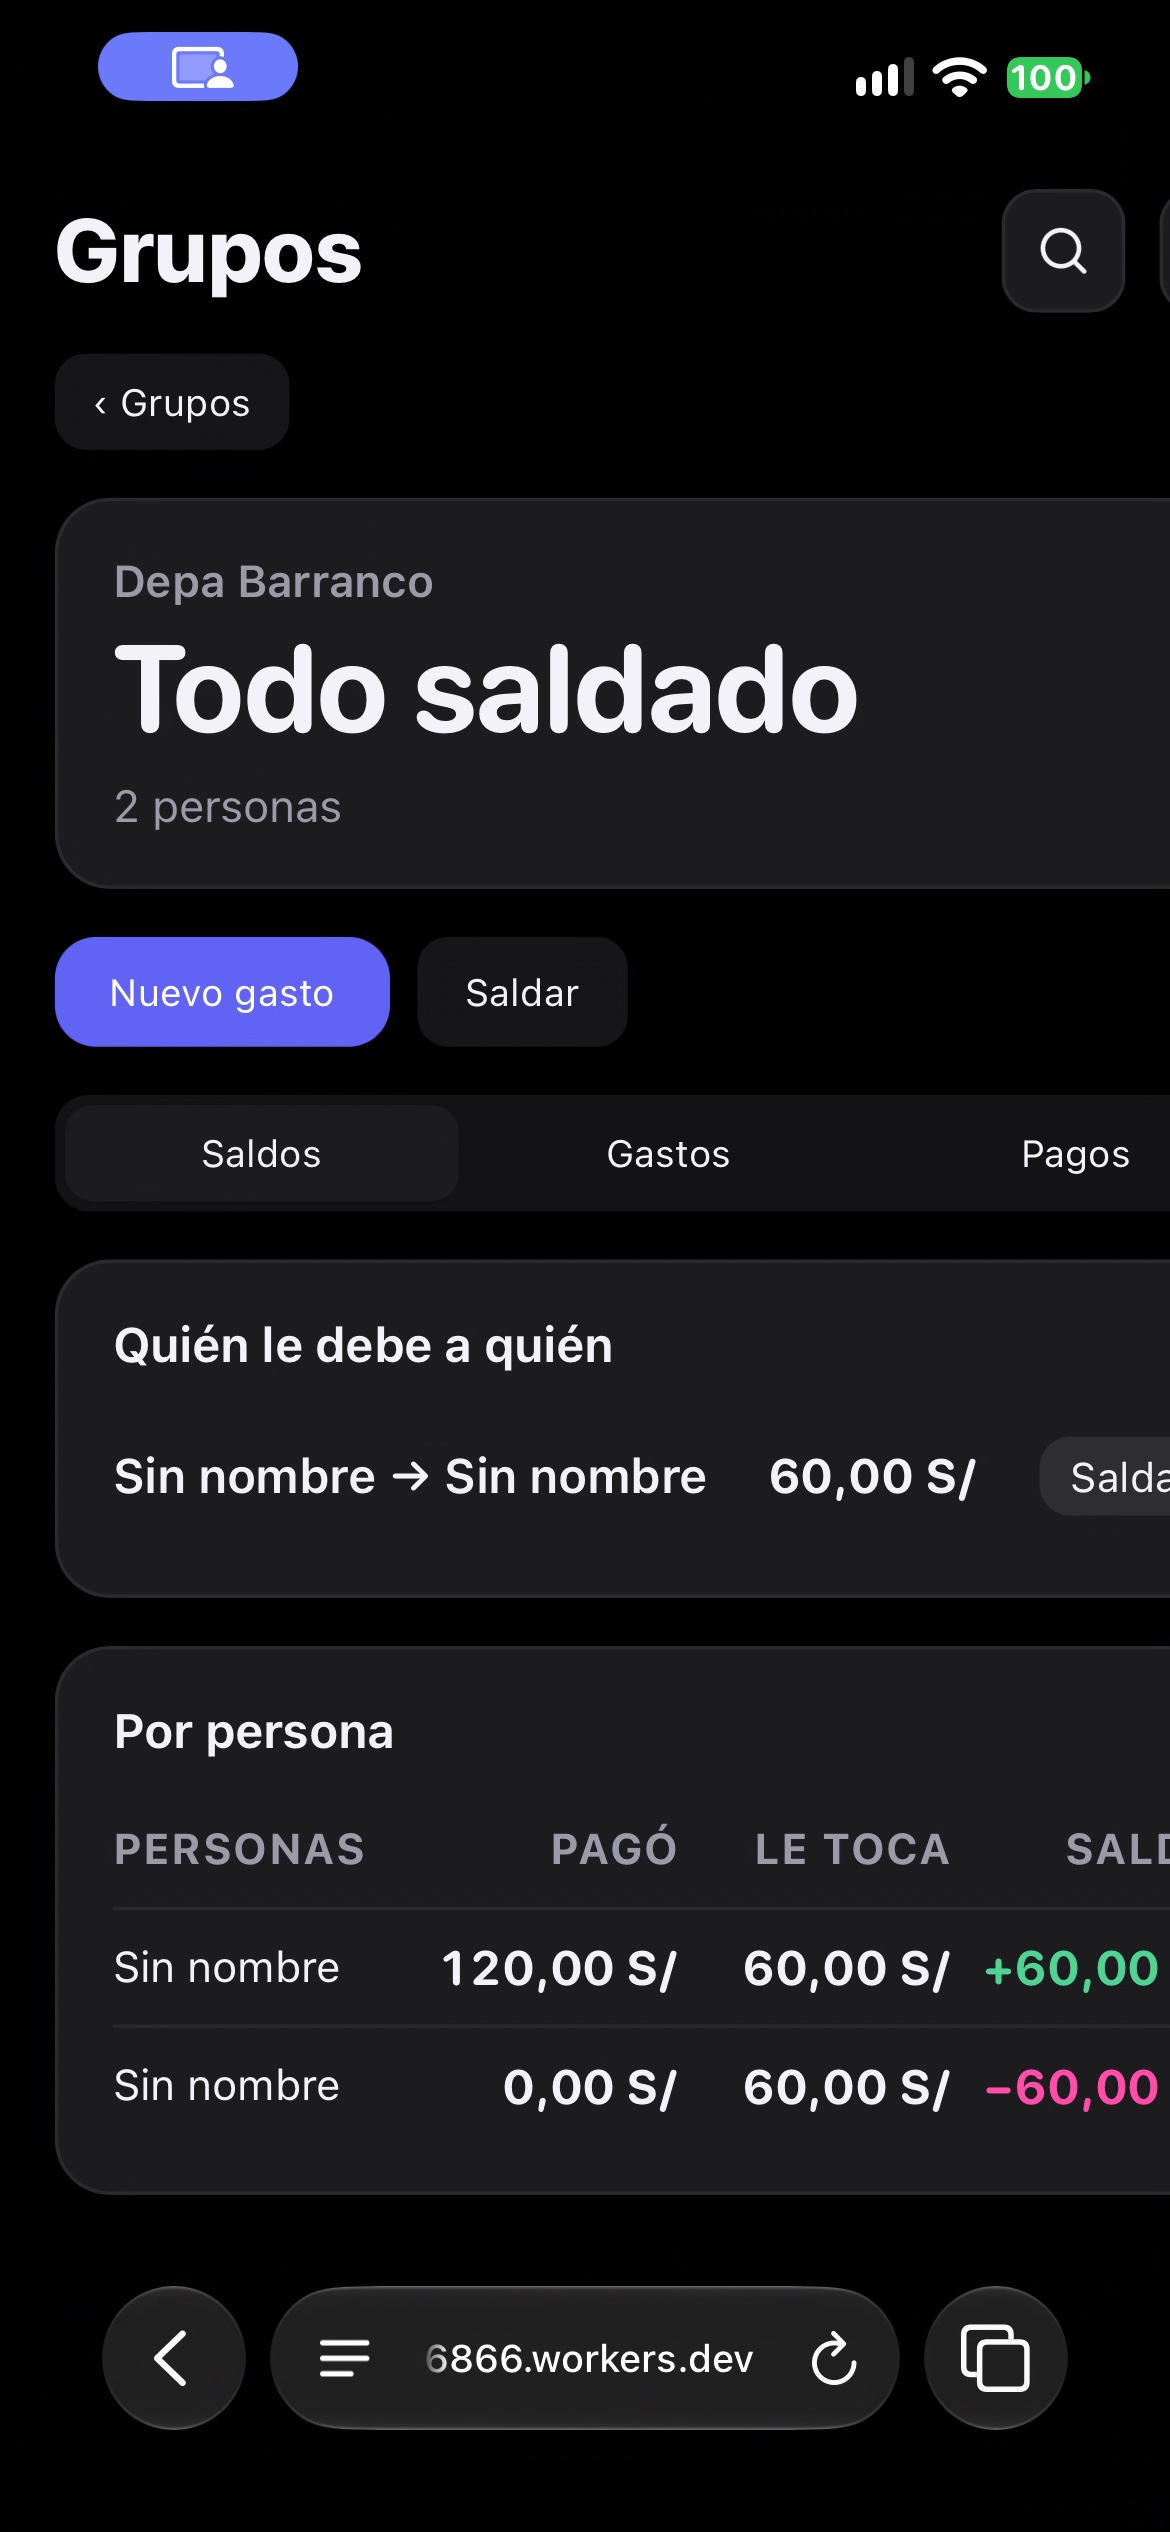 100
Grupos
‹ Grupos
Depa Barranco
Todo saldado
2 personas
Nuevo gasto
Saldar
Saldos Gastos Pagos
Quién le debe a quién
Sin nombre → Sin nombre 60,00 S/ Salda
Por persona
PERSONAS PAGÓ LE TOCA SALD
Sin nombre 120,00 S/ 60,00 S/ +60,00
Sin nombre 0,00 S/ 60,00 S/ −60,00
6866.workers.dev